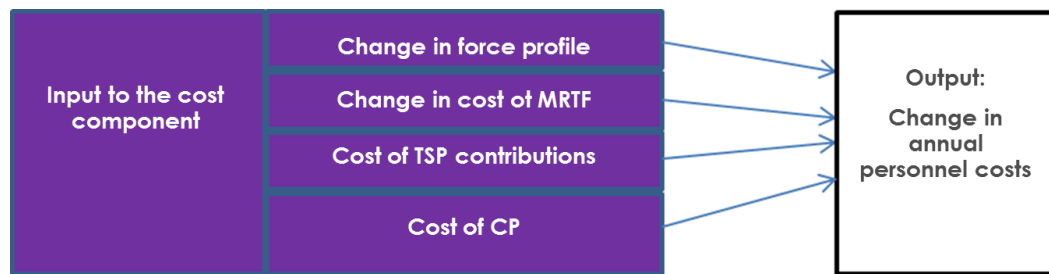 Input to the cost
component
Change in force profile
Change in cost of MRTF
Cost of TSP contributions
Cost of CP
Output:
Change in
annual
personnel costs